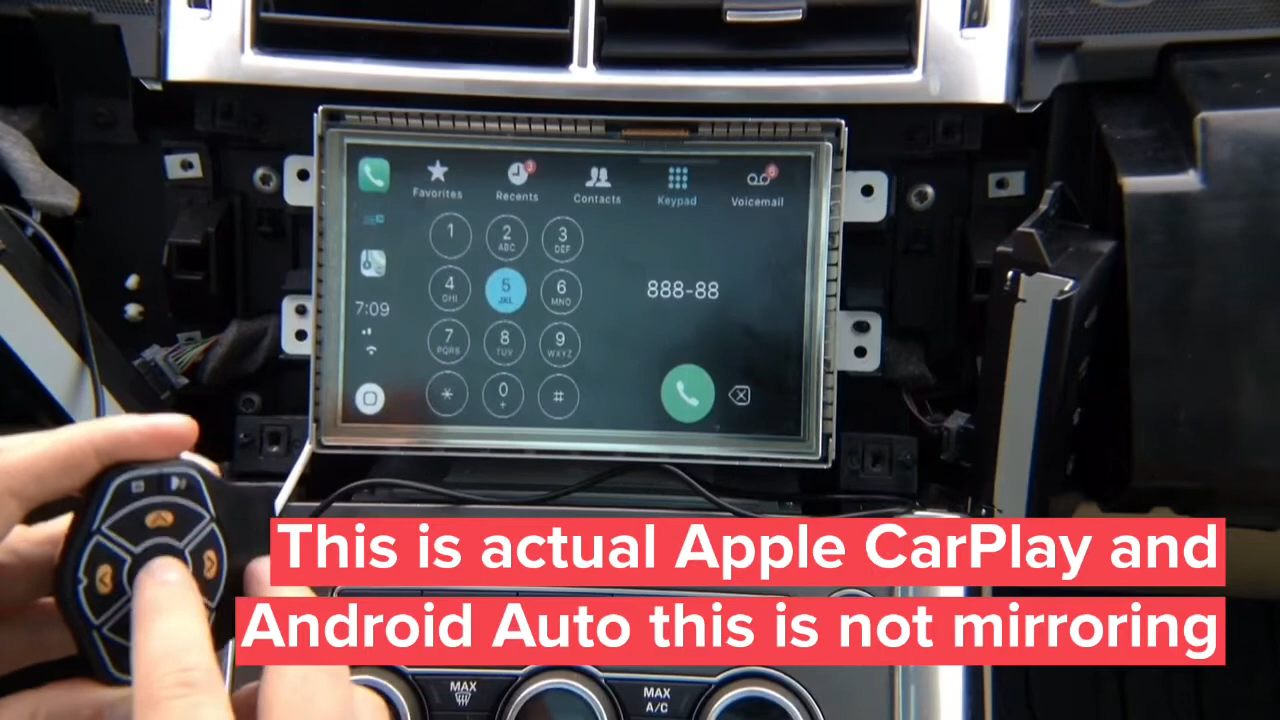 Favorites
3
Recents
Contacts
Keypad
6
Voicemail
1
2
ABC
3
DEF
4
GHI
5
JKL
6
MNO
888-88
7:09
7
PQRS
8
TUV
9
WXYZ
*
0
+
#
This is actual Apple CarPlay and
Android Auto this is not mirroring
MAX
MAX
A/C